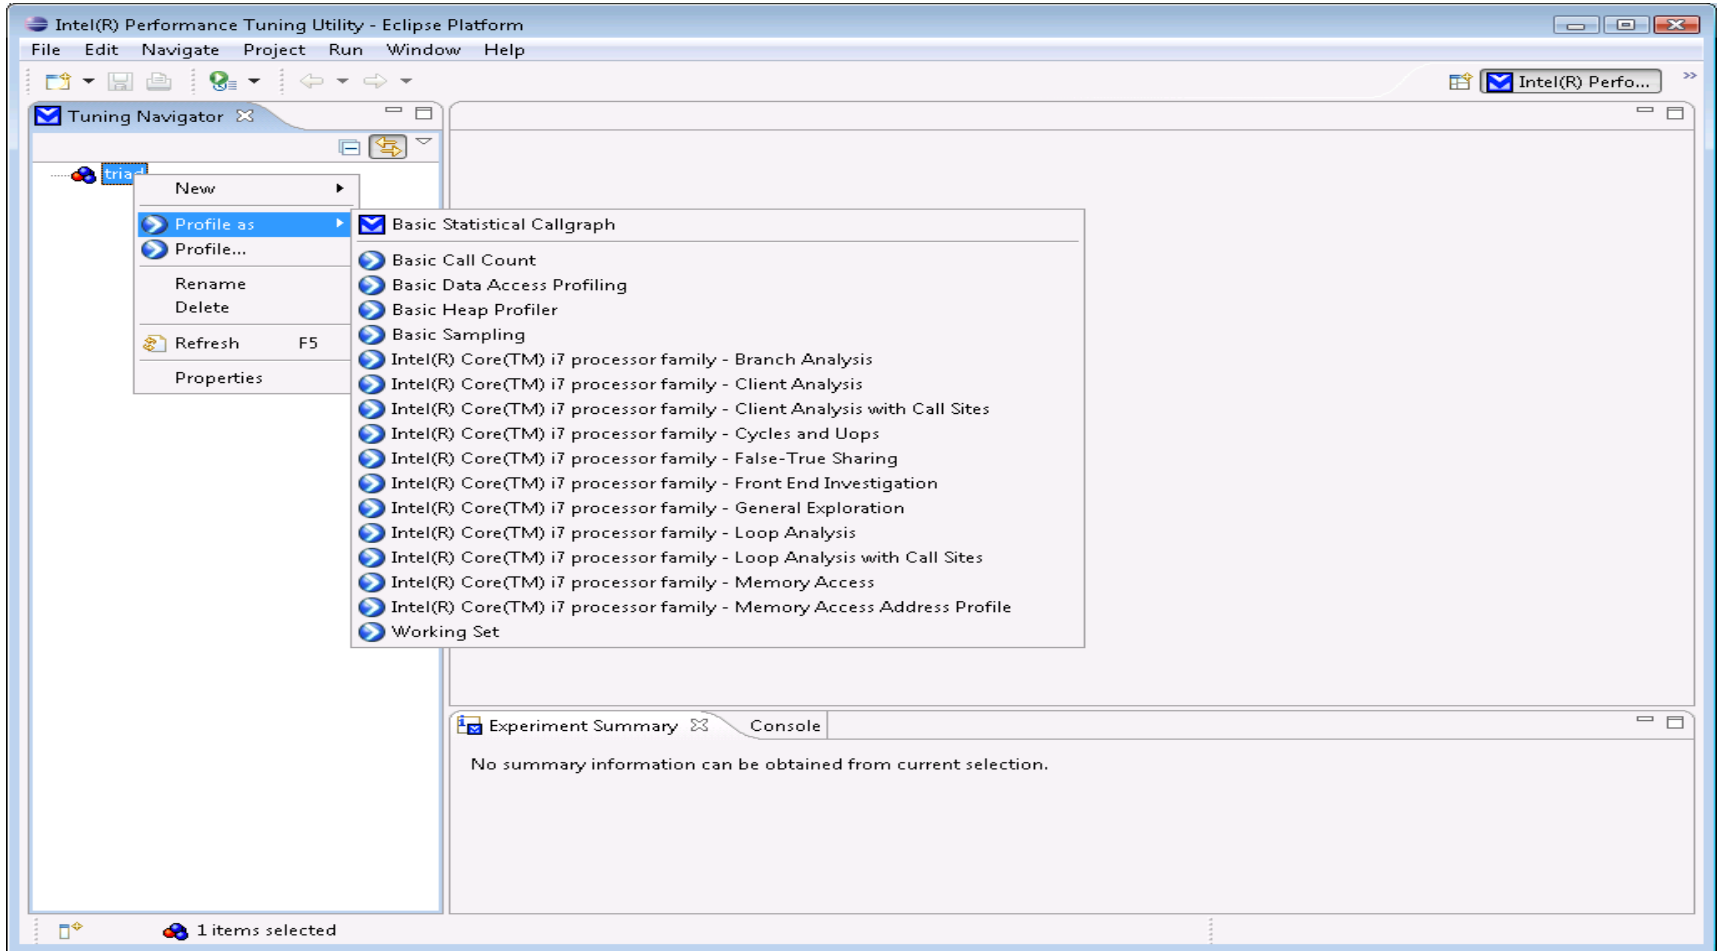 Intel(R) Performance Tuning Utility - Eclipse Platform
File Edit Navigate Project Run Window Help
Intel(R) Perfo...
Tuning Navigator
triad
New
Profile as
Profile...
Rename
Delete
Refresh F5
Properties
Basic Statistical Callgraph
Basic Call Count
Basic Data Access Profiling
Basic Heap Profiler
Basic Sampling
Intel(R) Core(TM) i7 processor family - Branch Analysis
Intel(R) Core(TM) i7 processor family - Client Analysis
Intel(R) Core(TM) i7 processor family - Client Analysis with Call Sites
Intel(R) Core(TM) i7 processor family - Cycles and Uops
Intel(R) Core(TM) i7 processor family - False-True Sharing
Intel(R) Core(TM) i7 processor family - Front End Investigation
Intel(R) Core(TM) i7 processor family - General Exploration
Intel(R) Core(TM) i7 processor family - Loop Analysis
Intel(R) Core(TM) i7 processor family - Loop Analysis with Call Sites
Intel(R) Core(TM) i7 processor family - Memory Access
Intel(R) Core(TM) i7 processor family - Memory Access Address Profile
Working Set
Experiment Summary Console
No summary information can be obtained from current selection.
1 items selected